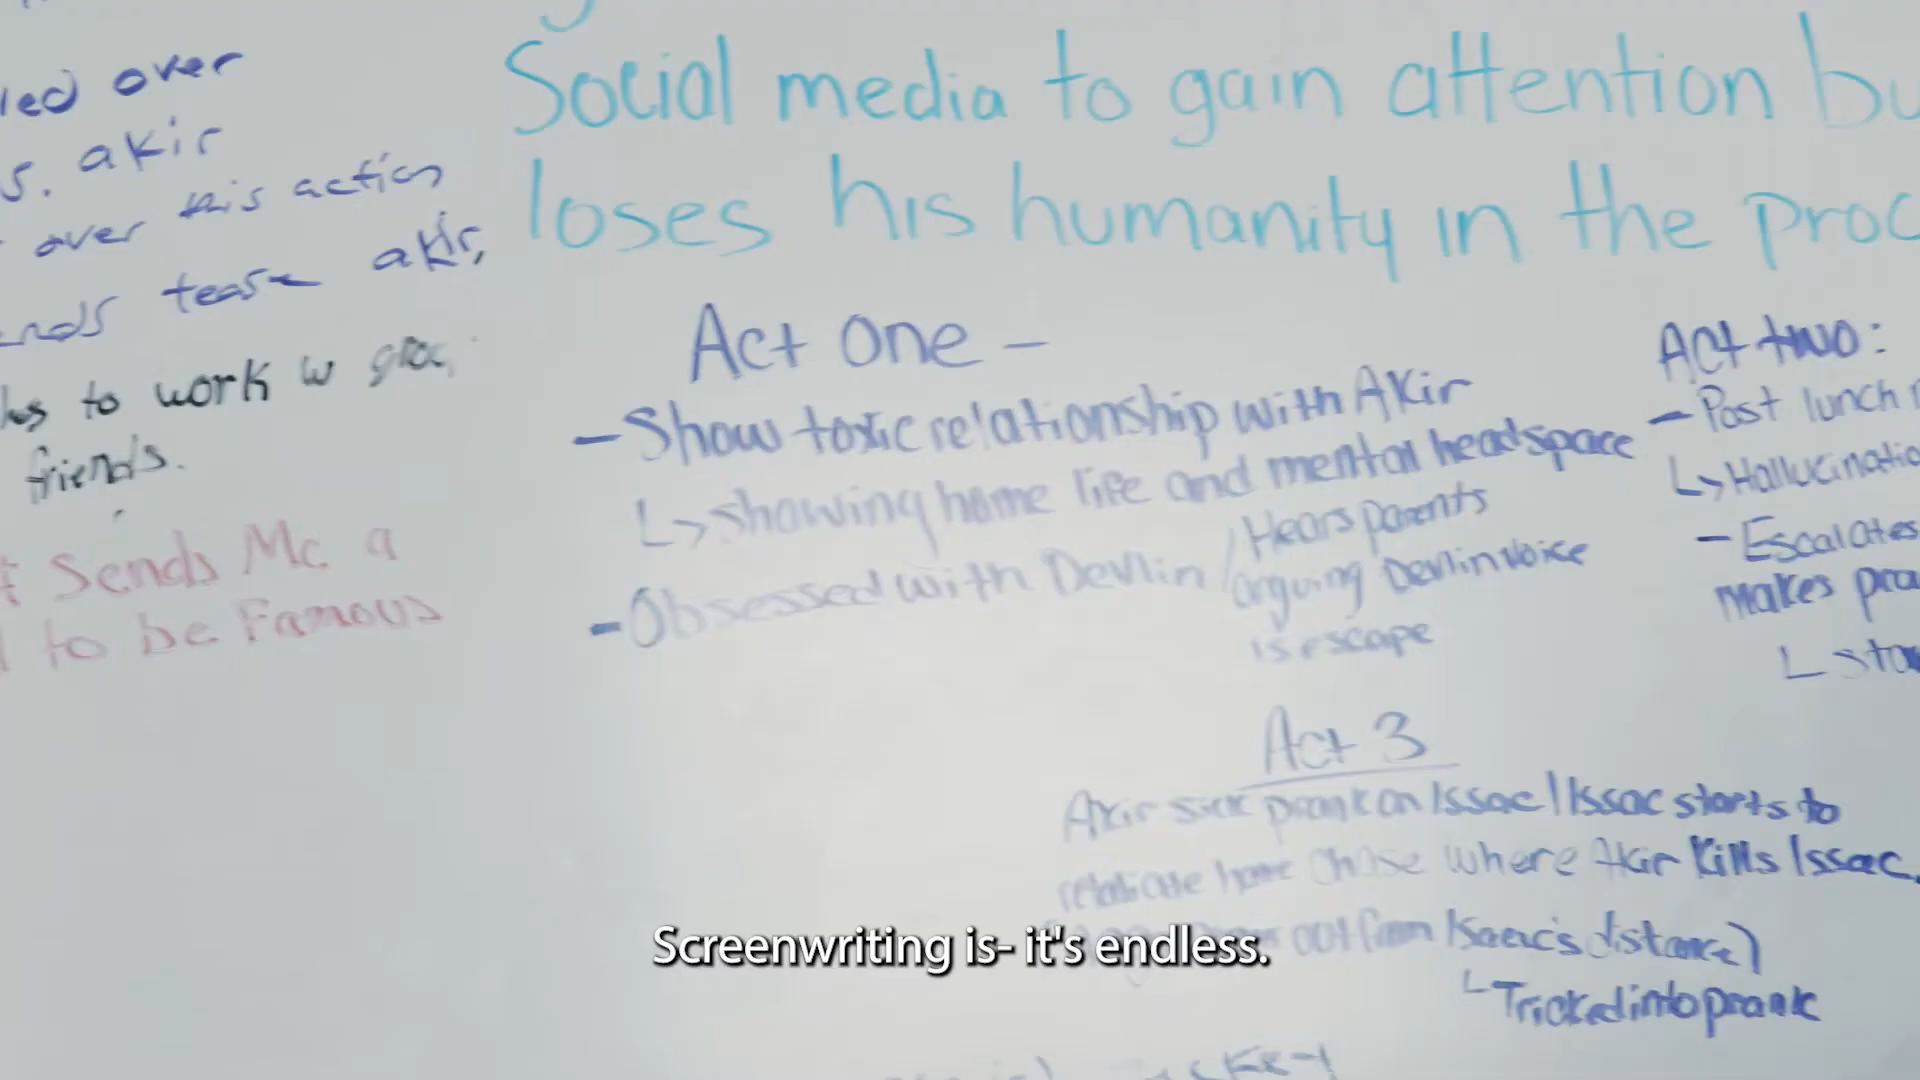 led over
s. akir
over his action
nds tease akir,
to work w
friends.
Sends Mc a
to be Famous
Social media to gain attention bu
loses his humanity in the proc
Act One -
- Show toxic relationship with AKir
↳ showing home life and mental headspace
- Obsessed with Devlin / Hears parents
arguing Devlin voice
is escape
Act two:
- Post lunch
↳ Hallucinatio
- Escalates
Makes pra
↳ sta
Act 3
Akir sick prank on Issac / Issac starts to
chase where Akir Kills Issac.
out from Isaac's distance)
↳ Tricked into prank
Screenwriting is- it's endless.